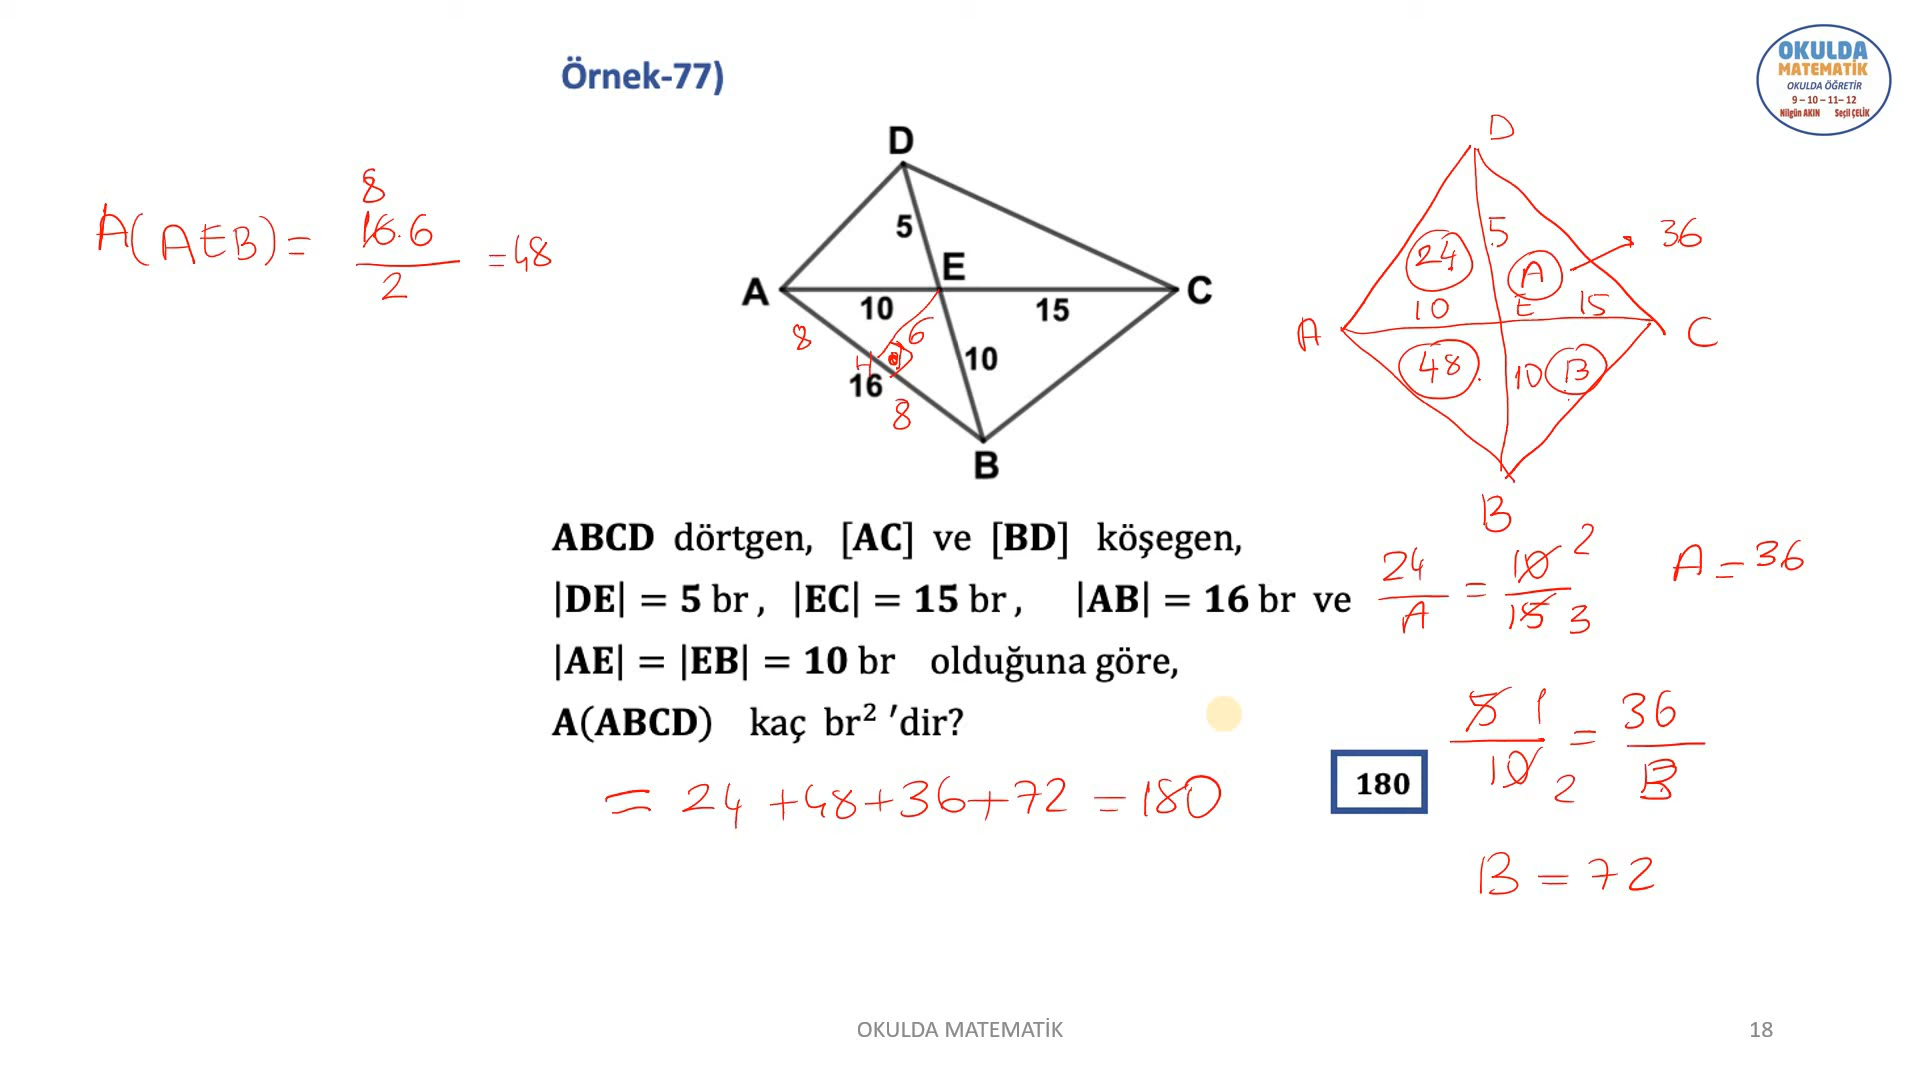 Örnek-77)
OKULDA
MATEMATİK
OKULDA ÖĞRETİR
9 – 10 – 11– 12
Nilgün AKIN Seçil ÇELİK
8
A(AEB) = 16.6 / 2 = 48
D
5
E
A
10
15
C
8
6
H
10
16
8
B
D
24
5
A
36
A
10
E
15
C
48
10
B
B
ABCD dörtgen, [AC] ve [BD] köşegen,
|DE| = 5 br , |EC| = 15 br , |AB| = 16 br ve
|AE| = |EB| = 10 br olduğuna göre,
A(ABCD) kaç br² ′dir?
= 24 +48+36+72 = 180
180
24 / A = 10 2 / 15 3
A = 36
5 1 / 10 2 = 36 / B
B = 72
OKULDA MATEMATİK
18